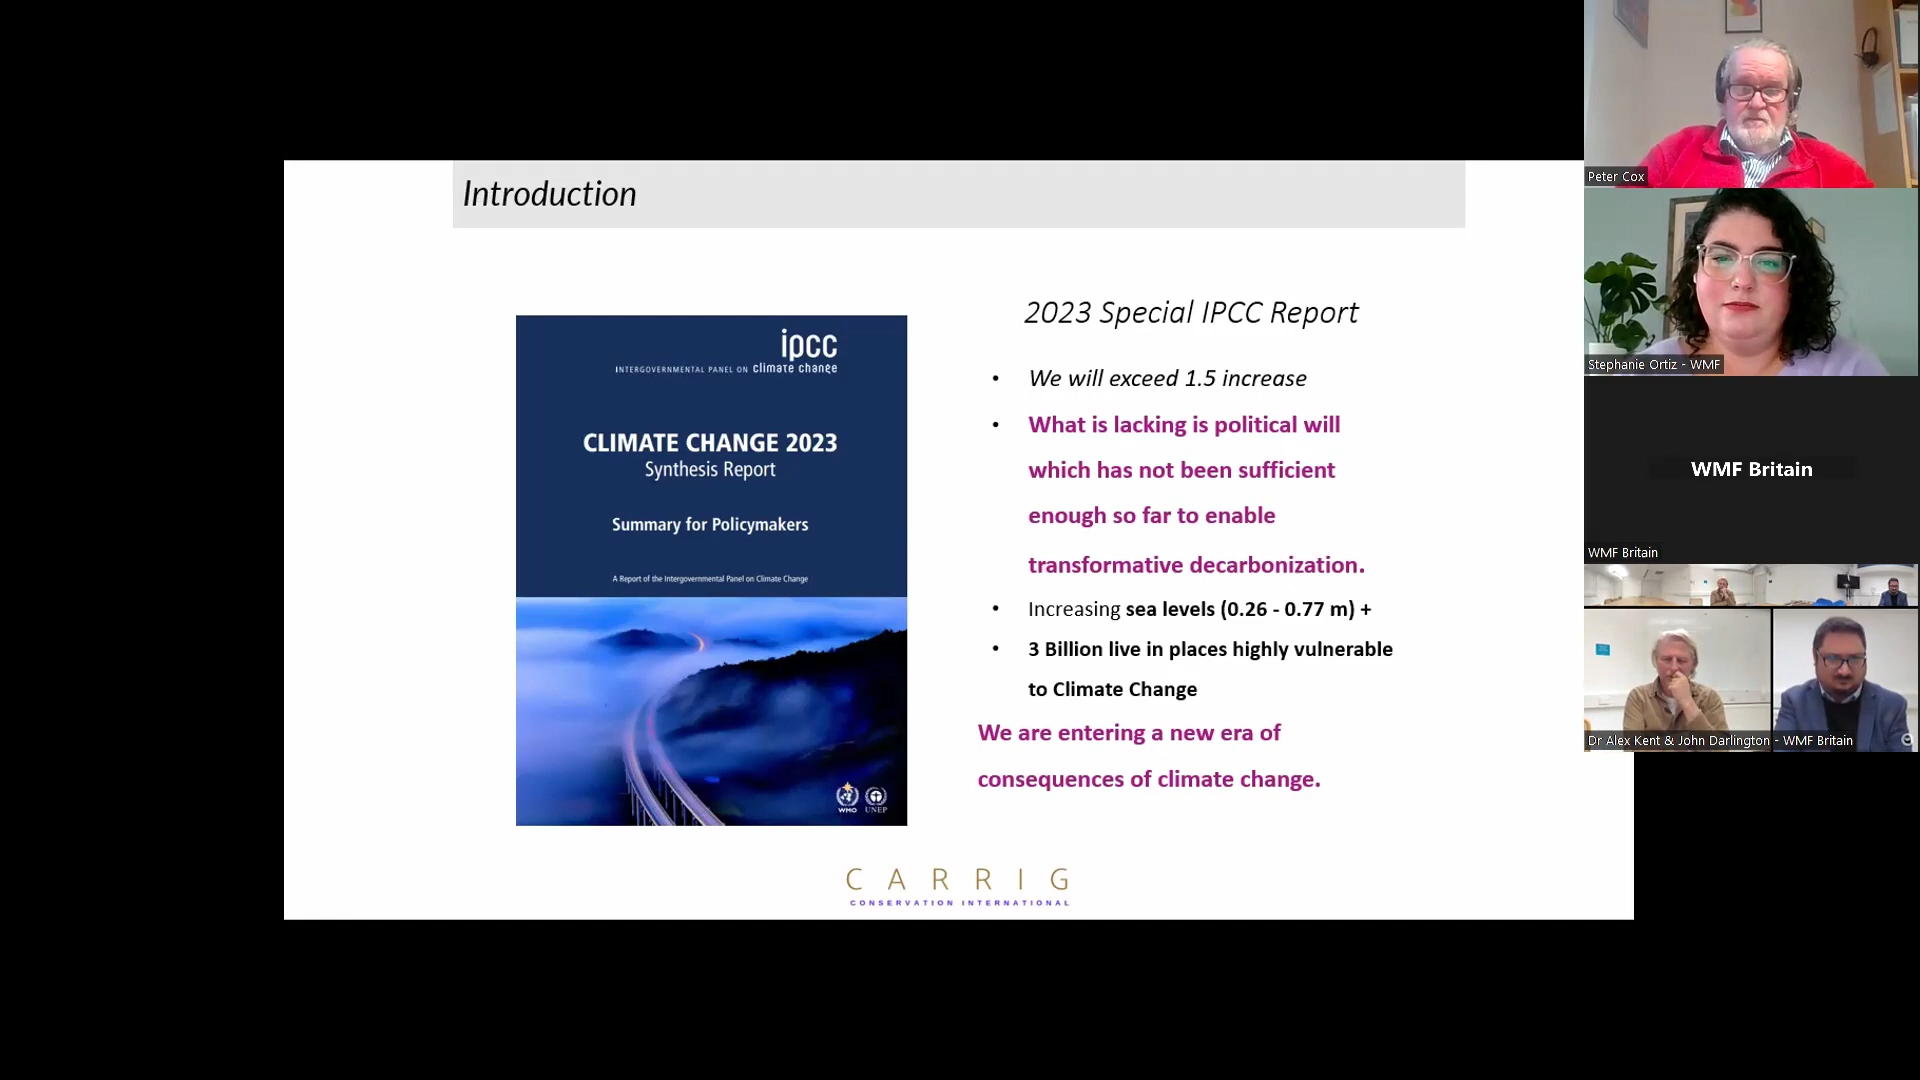 Introduction
ipcc
INTERGOVERNMENTAL PANEL ON climate change
CLIMATE CHANGE 2023
Synthesis Report
Summary for Policymakers
A Report of the Intergovernmental Panel on Climate Change
WMO
UNEP
2023 Special IPCC Report
• We will exceed 1.5 increase
• What is lacking is political will
which has not been sufficient
enough so far to enable
transformative decarbonization.
• Increasing sea levels (0.26 - 0.77 m) +
• 3 Billion live in places highly vulnerable
to Climate Change
We are entering a new era of
consequences of climate change.
CARRIG
CONSERVATION INTERNATIONAL
Peter Cox
Stephanie Ortiz - WMF
WMF Britain
WMF Britain
Dr Alex Kent & John Darlington - WMF Britain